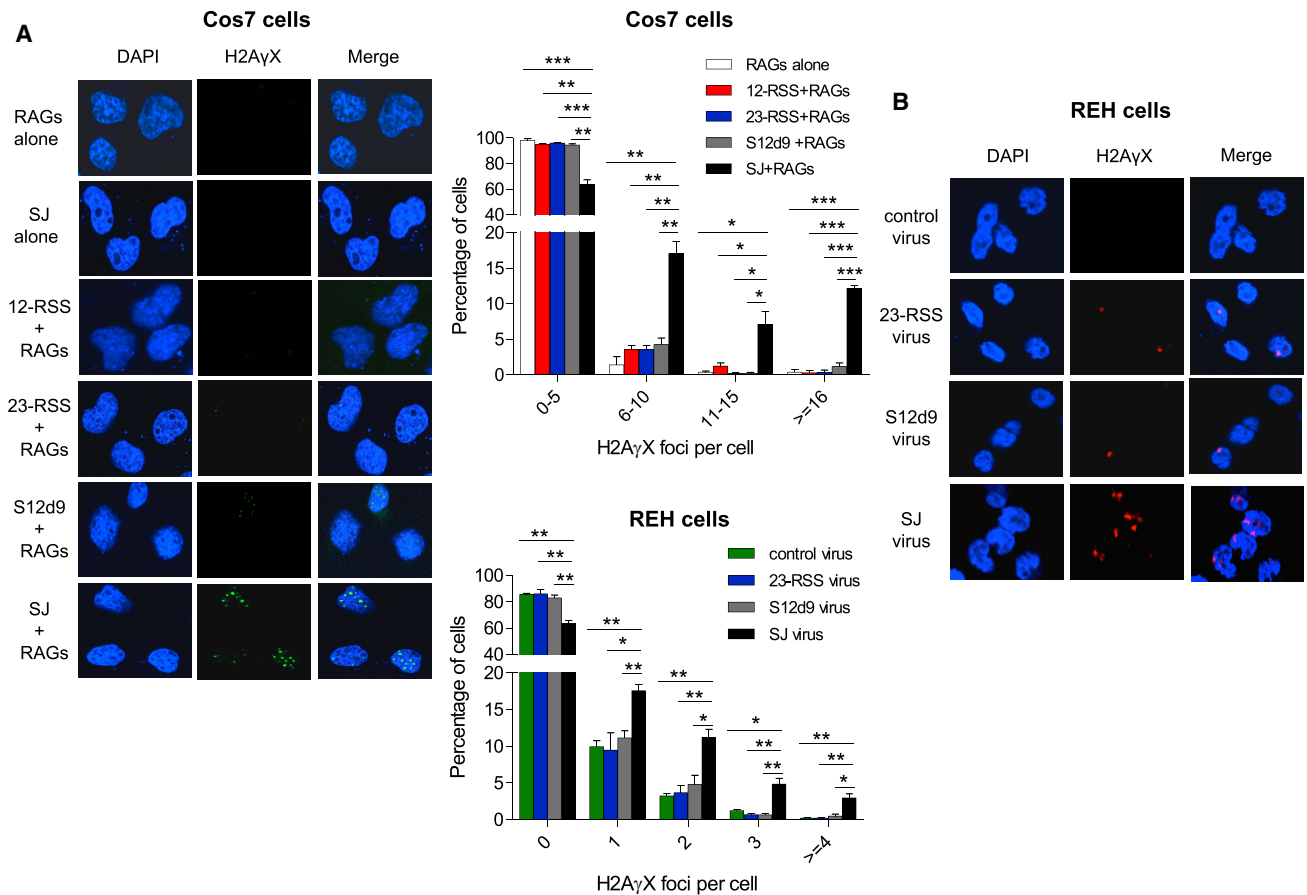 A
Cos7 cells
DAPI H2AγX Merge
RAGs
alone
SJ
alone
12-RSS
+
RAGs
23-RSS
+
RAGs
S12d9
+
RAGs
SJ
+
RAGs
Cos7 cells
RAGs alone
12-RSS+RAGs
23-RSS+RAGs
S12d9 +RAGs
SJ+RAGs
***
**
***
**
**
**
**
**
*
*
*
*
***
***
***
***
Percentage of cells
100
80
60
40
20
15
10
5
0
0-5 6-10 11-15 >=16
H2AγX foci per cell
REH cells
control virus
23-RSS virus
S12d9 virus
SJ virus
**
**
**
**
*
**
**
**
*
*
**
**
**
**
*
Percentage of cells
100
80
60
40
20
15
10
5
0
0 1 2 3 >=4
H2AγX foci per cell
B
REH cells
DAPI H2AγX Merge
control
virus
23-RSS
virus
S12d9
virus
SJ
virus